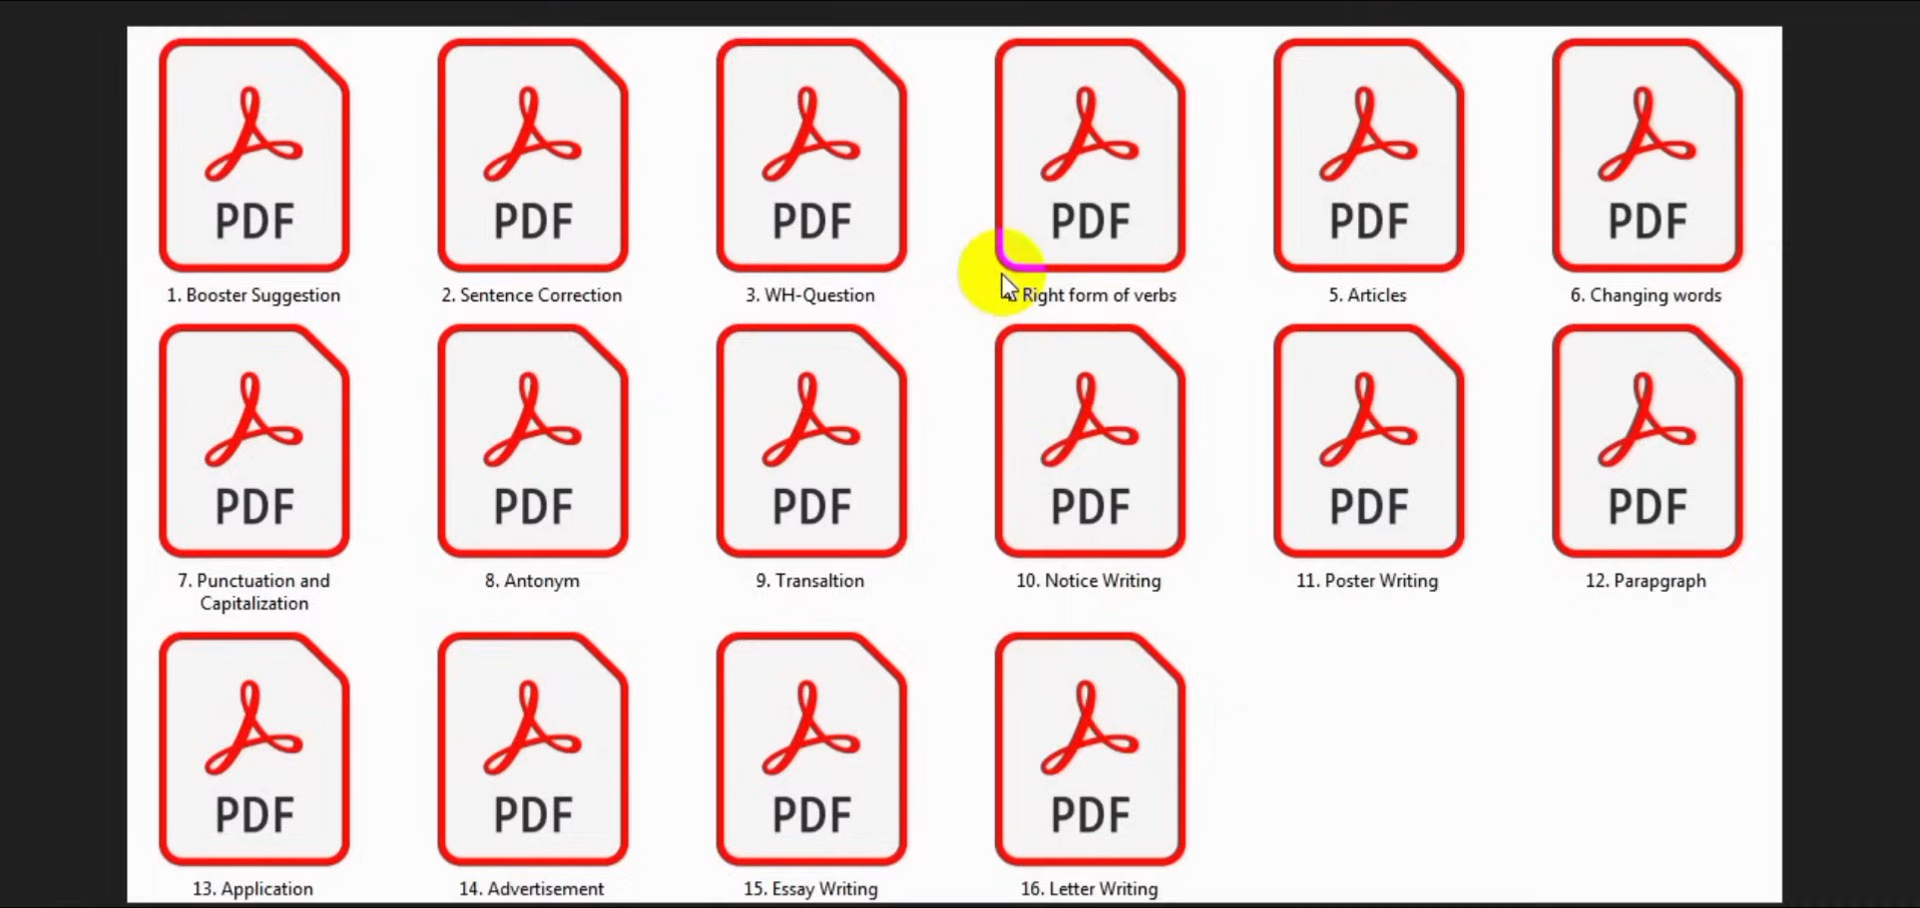 PDF PDF PDF PDF PDF PDF
1. Booster Suggestion 2. Sentence Correction 3. WH-Question Right form of verbs 5. Articles 6. Changing words
PDF PDF PDF PDF PDF PDF
7. Punctuation and 8. Antonym 9. Transaltion 10. Notice Writing 11. Poster Writing 12. Parapgraph
Capitalization
PDF PDF PDF PDF
13. Application 14. Advertisement 15. Essay Writing 16. Letter Writing